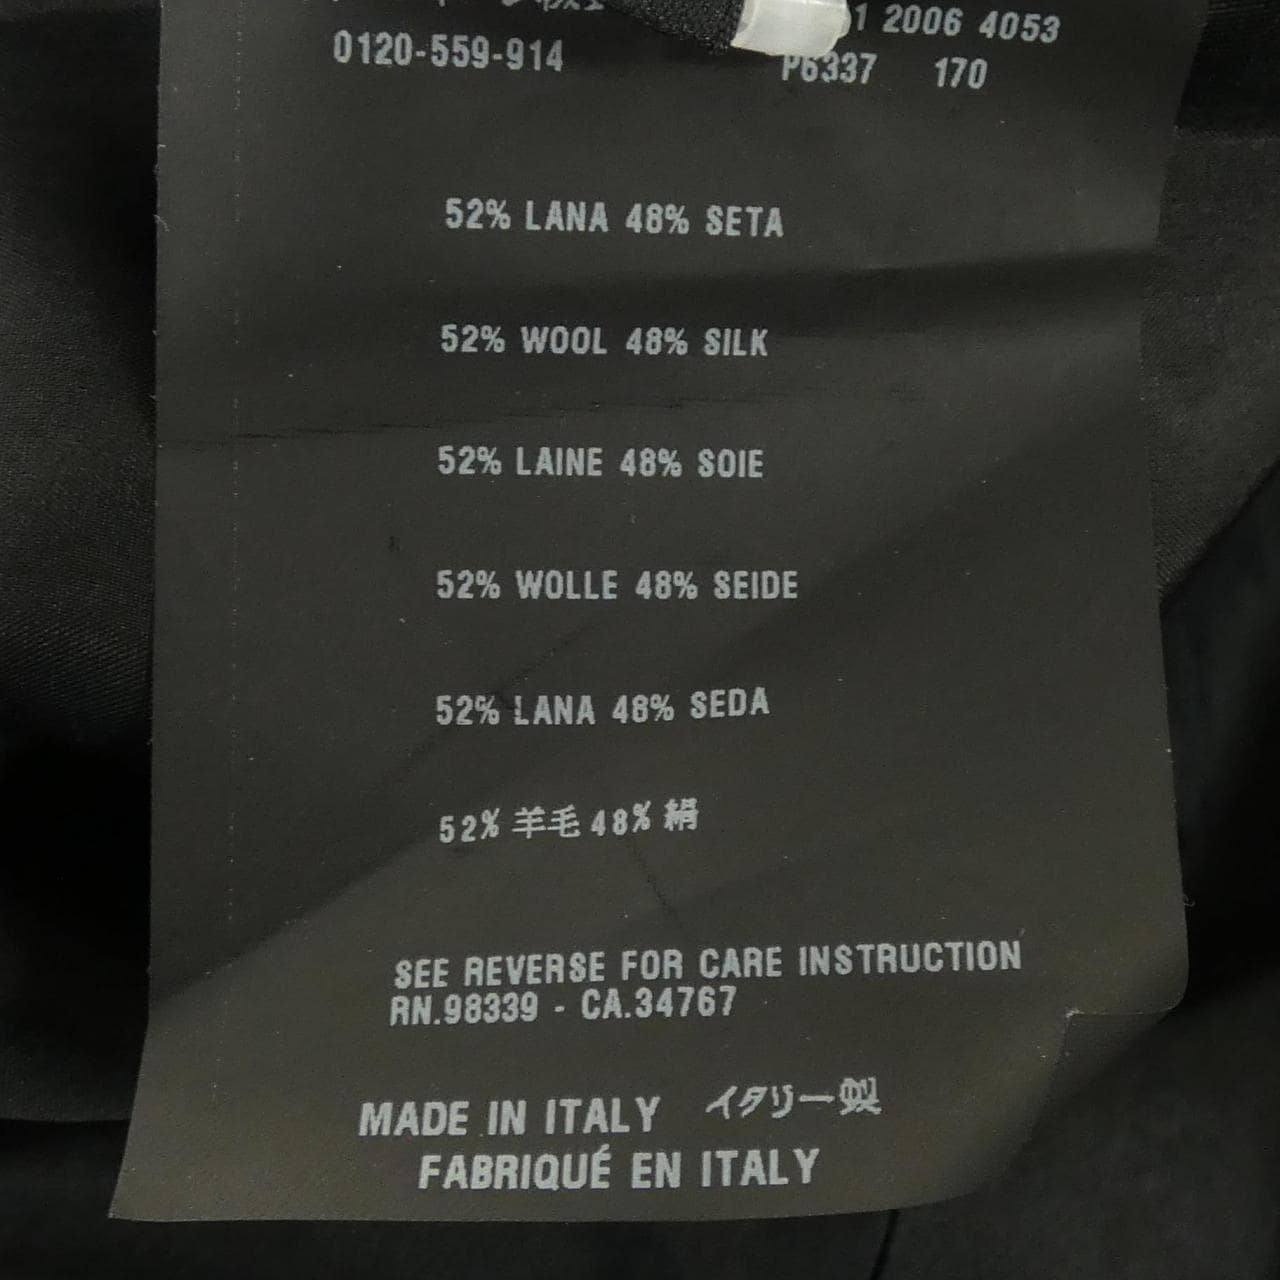 1 2006 4053
0120-559-914
P6337 170
52% LANA 48% SETA
52% WOOL 48% SILK
52% LAINE 48% SOIE
52% WOLLE 48% SEIDE
52% LANA 48% SEDA
52% 羊毛 48% 絹
SEE REVERSE FOR CARE INSTRUCTION
RN.98339 - CA.34767
MADE IN ITALY イタリー製
FABRIQUÉ EN ITALY